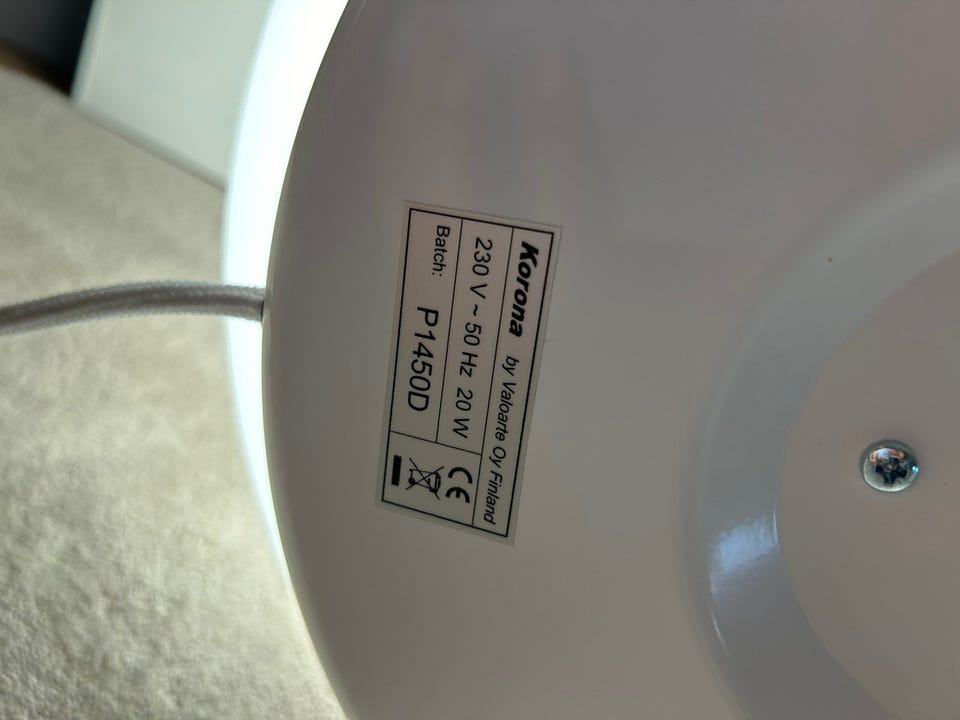 Korona by Valoarte Oy Finland
230 V ~ 50 Hz 20 W
Batch: P1450D
CE